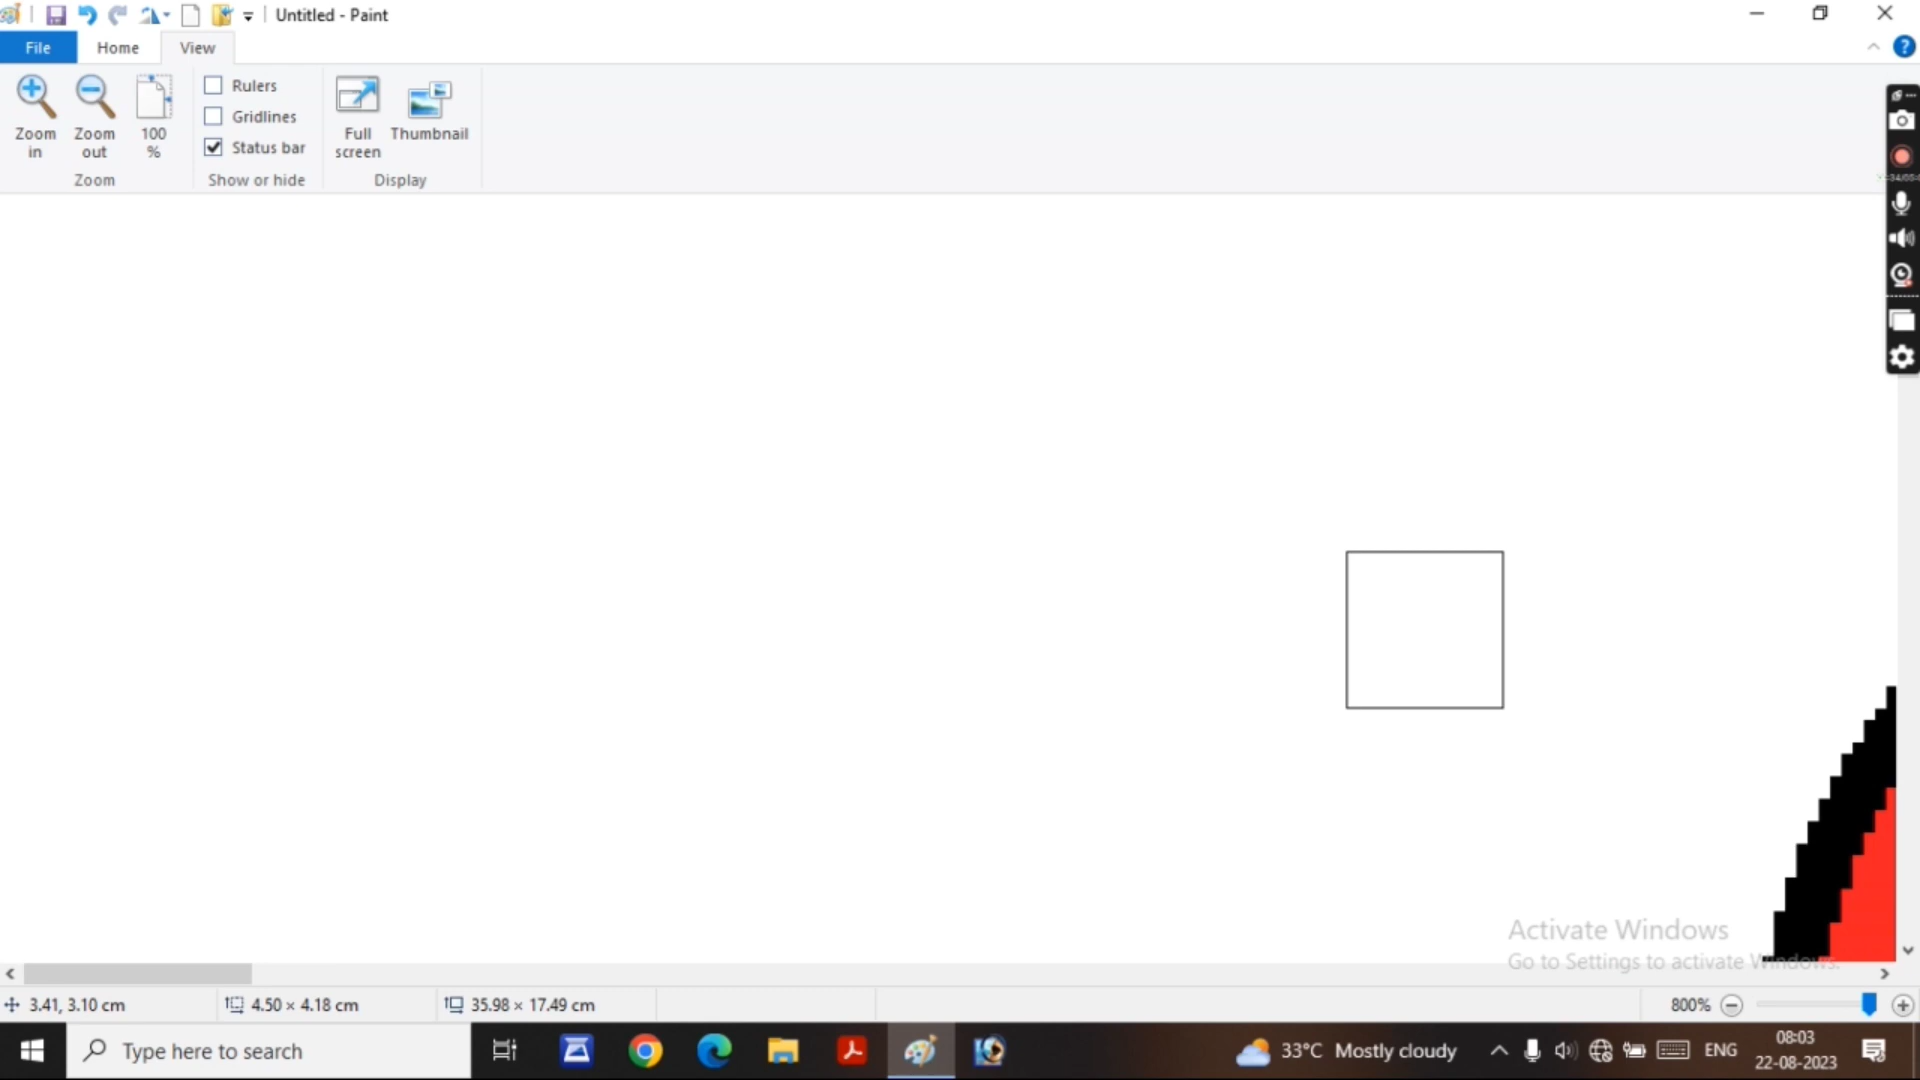 Untitled - Paint
File Home View
Zoom in
Zoom out
100 %
Rulers
Gridlines
Status bar
Full screen
Thumbnail
Zoom
Show or hide
Display
Activate Windows
Go to Settings to activate Windows.
3.41, 3.10 cm
4.50 × 4.18 cm
35.98 × 17.49 cm
800%
Type here to search
33°C Mostly cloudy
ENG
08:03
22-08-2023